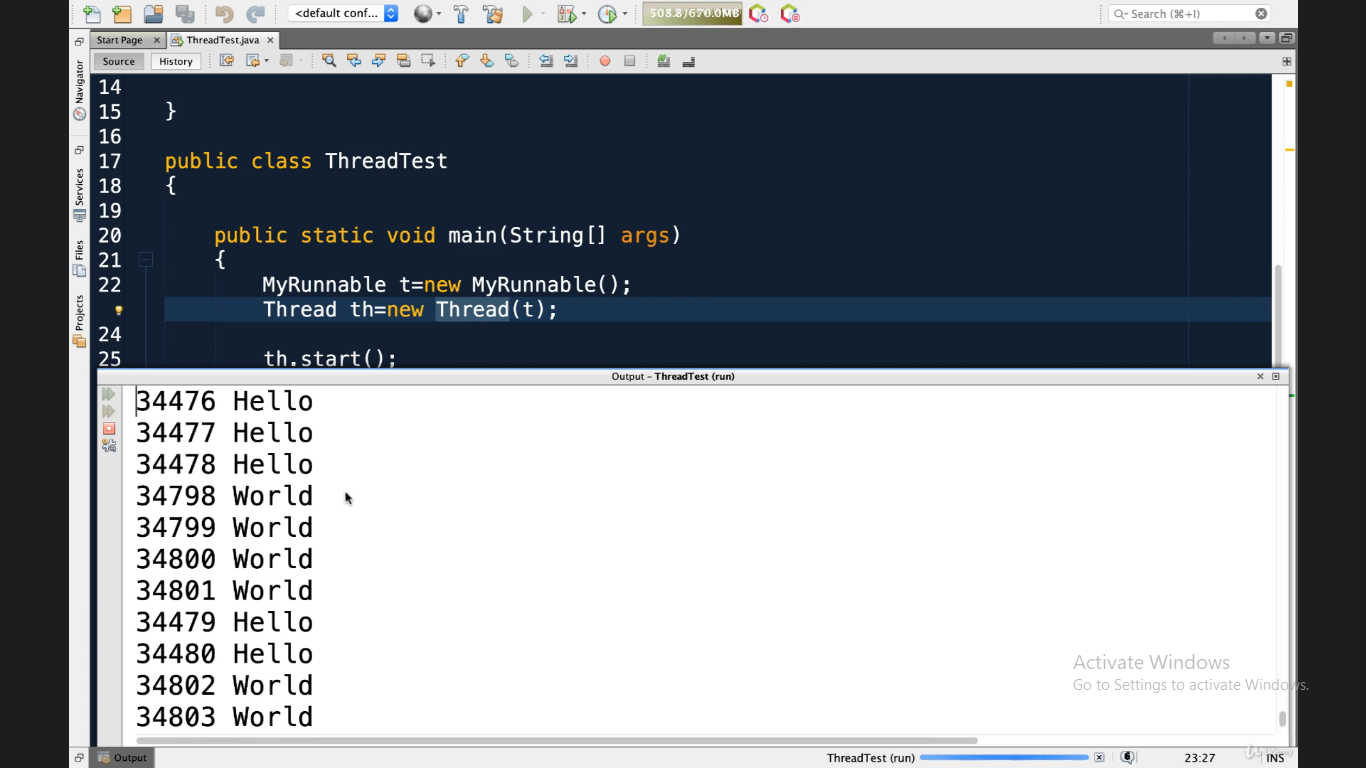 <default conf...
508.8/670.0MB
Search (⌘+I)
Start Page
ThreadTest.java
Source
History
Navigator
Services
Files
Projects
14
15 }
16
17 public class ThreadTest
18 {
19
20 public static void main(String[] args)
21 {
22 MyRunnable t=new MyRunnable();
Thread th=new Thread(t);
24
25 th.start();
Output - ThreadTest (run)
34476 Hello
34477 Hello
34478 Hello
34798 World
34799 World
34800 World
34801 World
34479 Hello
34480 Hello
34802 World
34803 World
Activate Windows
Go to Settings to activate Windows.
Output
ThreadTest (run)
6
23:27
INS